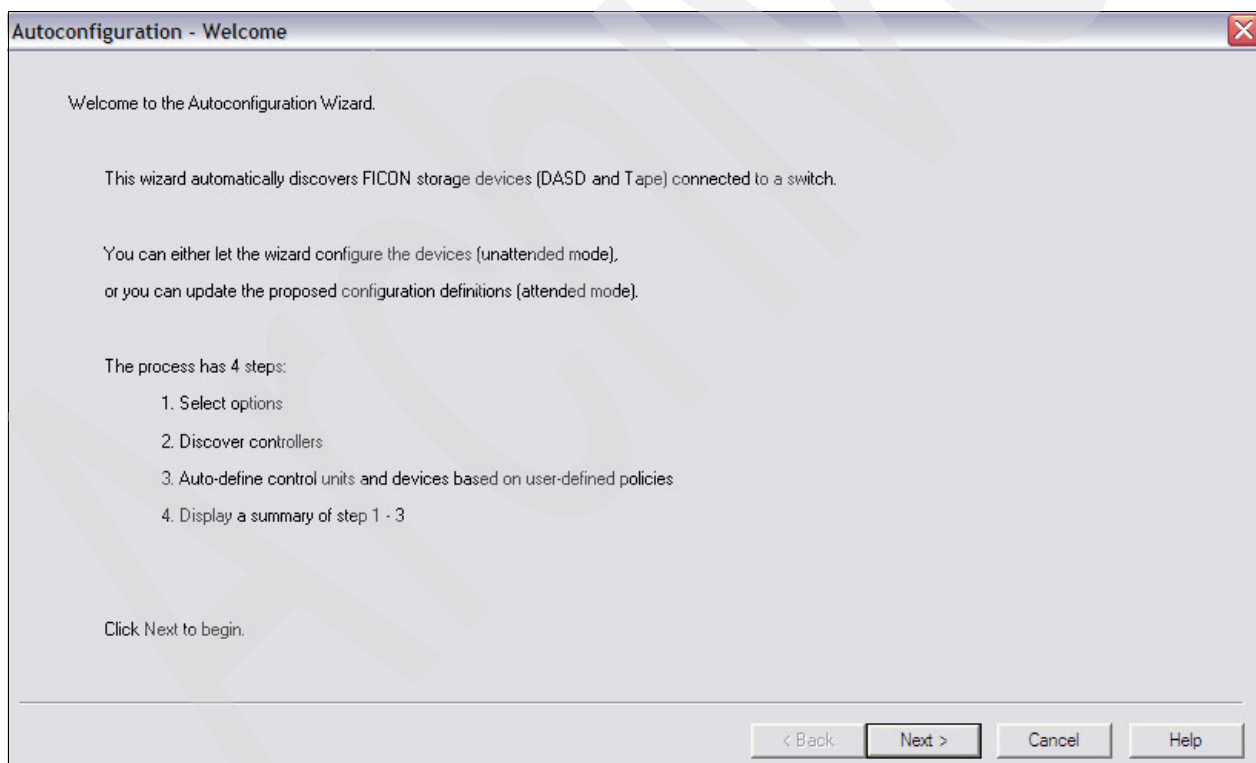 Autoconfiguration - Welcome
Welcome to the Autoconfiguration Wizard.
This wizard automatically discovers FICON storage devices (DASD and Tape) connected to a switch.
You can either let the wizard configure the devices (unattended mode),
or you can update the proposed configuration definitions (attended mode).
The process has 4 steps:
1. Select options
2. Discover controllers
3. Auto-define control units and devices based on user-defined policies
4. Display a summary of step 1 - 3
Click Next to begin.
< Back Next > Cancel Help